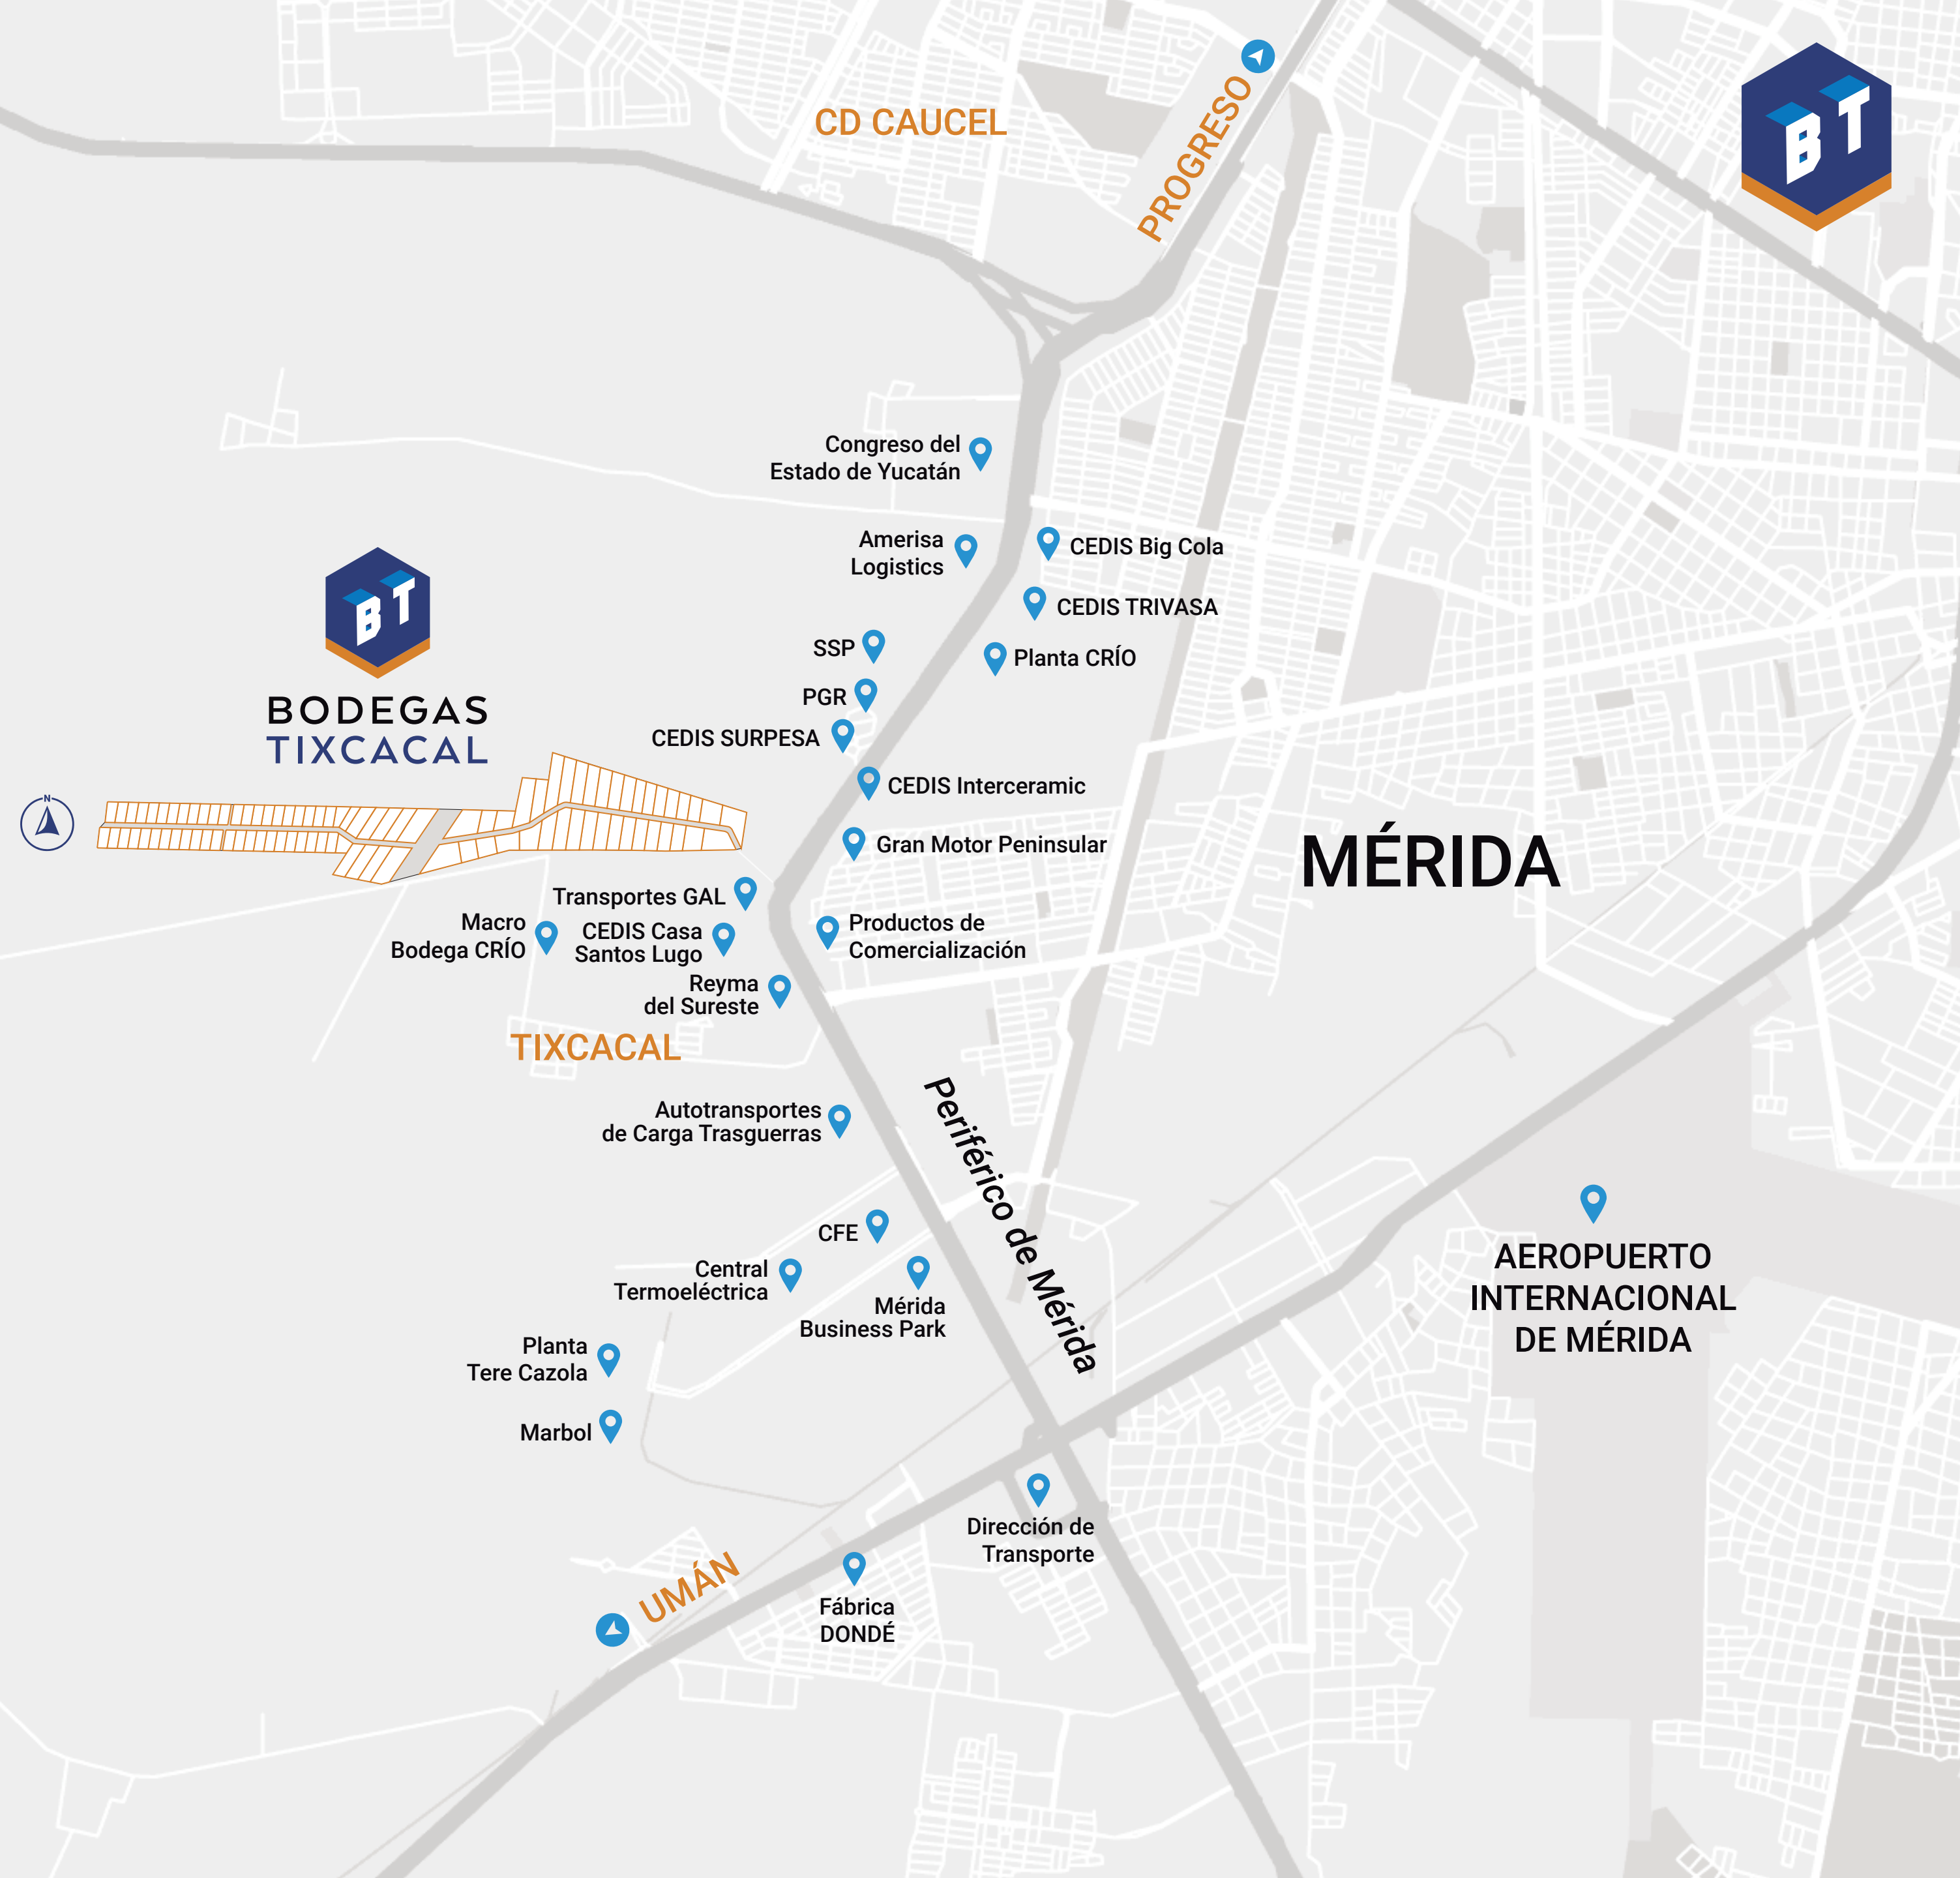 CD CAUCEL
PROGRESO
BT
Congreso del
Estado de Yucatán
Amerisa
Logistics
CEDIS Big Cola
CEDIS TRIVASA
BT
BODEGAS
TIXCACAL
SSP
Planta CRÍO
PGR
CEDIS SURPESA
CEDIS Interceramic
N
Gran Motor Peninsular
MÉRIDA
Transportes GAL
Macro
Bodega CRÍO
CEDIS Casa
Santos Lugo
Productos de
Comercialización
Reyma
del Sureste
TIXCACAL
Periférico de Mérida
Autotransportes
de Carga Trasguerras
CFE
Central
Termoeléctrica
Mérida
Business Park
AEROPUERTO
INTERNACIONAL
DE MÉRIDA
Planta
Tere Cazola
Marbol
Dirección de
Transporte
UMÁN
Fábrica
DONDÉ